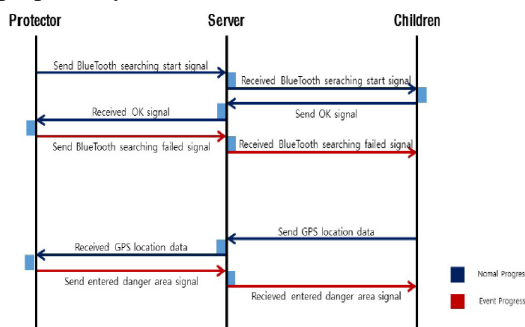 Protector Server Children
Send BlueTooth searching start signal
Received BlueTooth seraching start signal
Received OK signal
Send OK signal
Send BlueTooth searching failed signal
Received BlueTooth searching failed signal
Send GPS location data
Received GPS location data
Send entered danger area signal
Recieved entered danger area signal
Nomal Progres
Event Progress